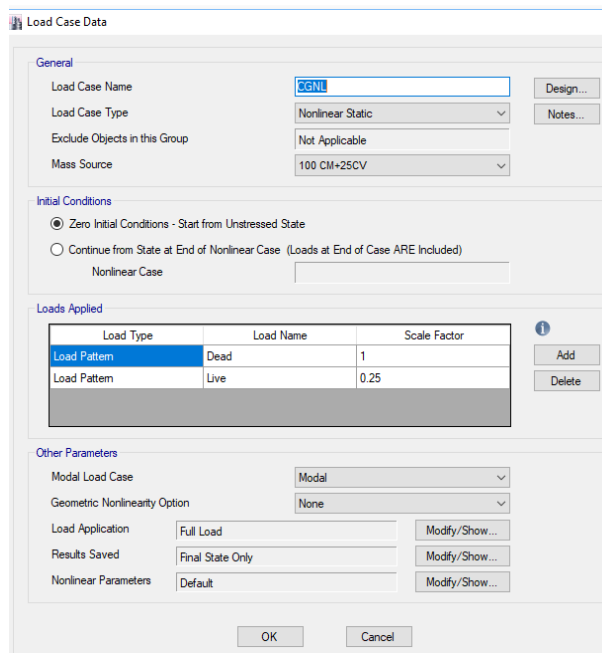 Load Case Data
General
Load Case Name CGNL Design...
Load Case Type Nonlinear Static Notes...
Exclude Objects in this Group Not Applicable
Mass Source 100 CM+25CV
Initial Conditions
Zero Initial Conditions - Start from Unstressed State
Continue from State at End of Nonlinear Case (Loads at End of Case ARE Included)
Nonlinear Case
Loads Applied
Load Type Load Name Scale Factor
Load Pattern Dead 1 Add
Load Pattern Live 0.25 Delete
Other Parameters
Modal Load Case Modal
Geometric Nonlinearity Option None
Load Application Full Load Modify/Show...
Results Saved Final State Only Modify/Show...
Nonlinear Parameters Default Modify/Show...
OK Cancel